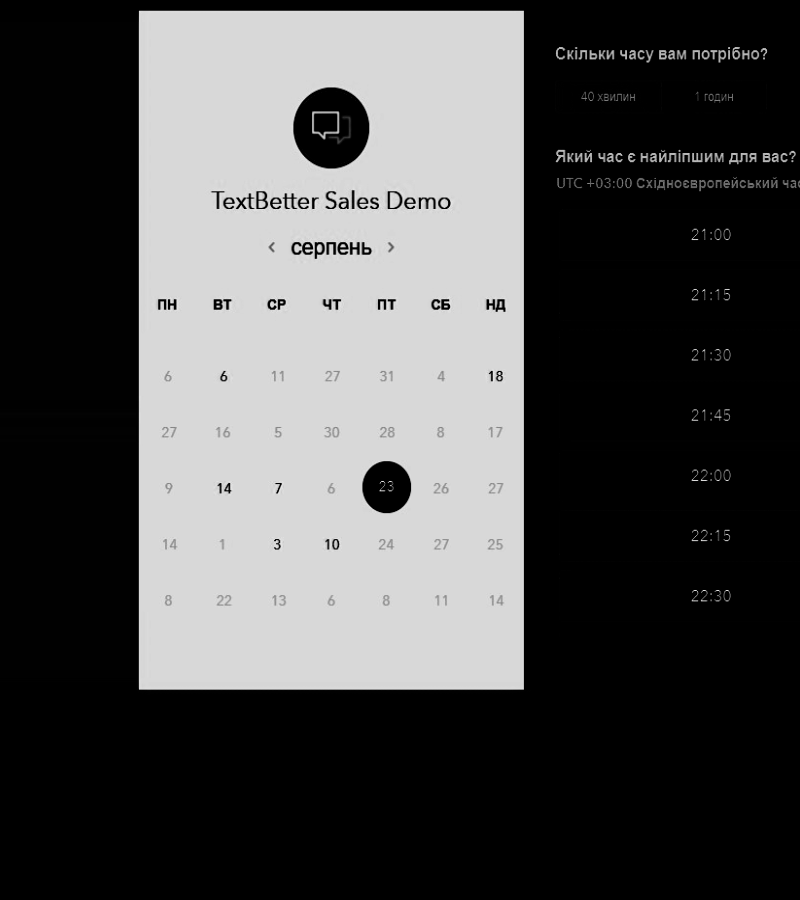 TextBetter Sales Demo
серпень
ПН ВТ СР ЧТ ПТ СБ НД
6 6 11 27 31 4 18
27 16 5 30 28 8 17
9 14 7 6 23 26 27
14 1 3 10 24 27 25
8 22 13 6 8 11 14
Скільки часу вам потрібно?
40 хвилин 1 годин
Який час є найліпшим для вас?
UTC +03:00 Східноєвропейський час
21:00
21:15
21:30
21:45
22:00
22:15
22:30